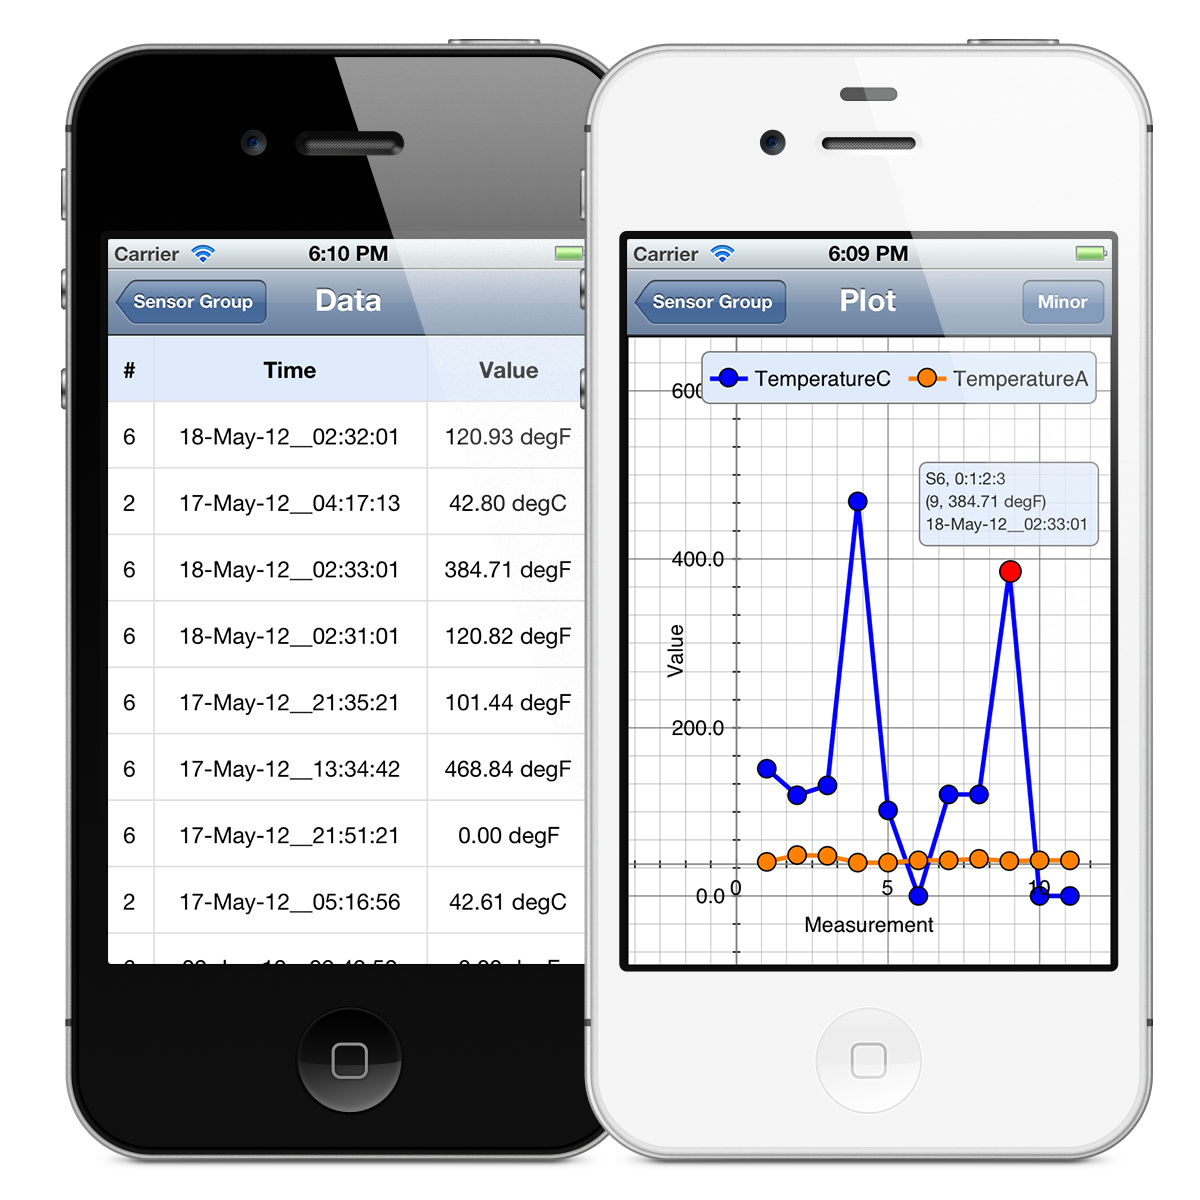 Carrier 6:10 PM
Sensor Group Data
# Time Value
6 18-May-12__02:32:01 120.93 degF
2 17-May-12__04:17:13 42.80 degC
6 18-May-12__02:33:01 384.71 degF
6 18-May-12__02:31:01 120.82 degF
6 17-May-12__21:35:21 101.44 degF
6 17-May-12__13:34:42 468.84 degF
6 17-May-12__21:51:21 0.00 degF
2 17-May-12__05:16:56 42.61 degC
Carrier 6:09 PM
Sensor Group Plot Minor
TemperatureC TemperatureA
S6, 0:1:2:3
(9, 384.71 degF)
18-May-12__02:33:01
400.0
Value
200.0
0.0 0 5 10
Measurement